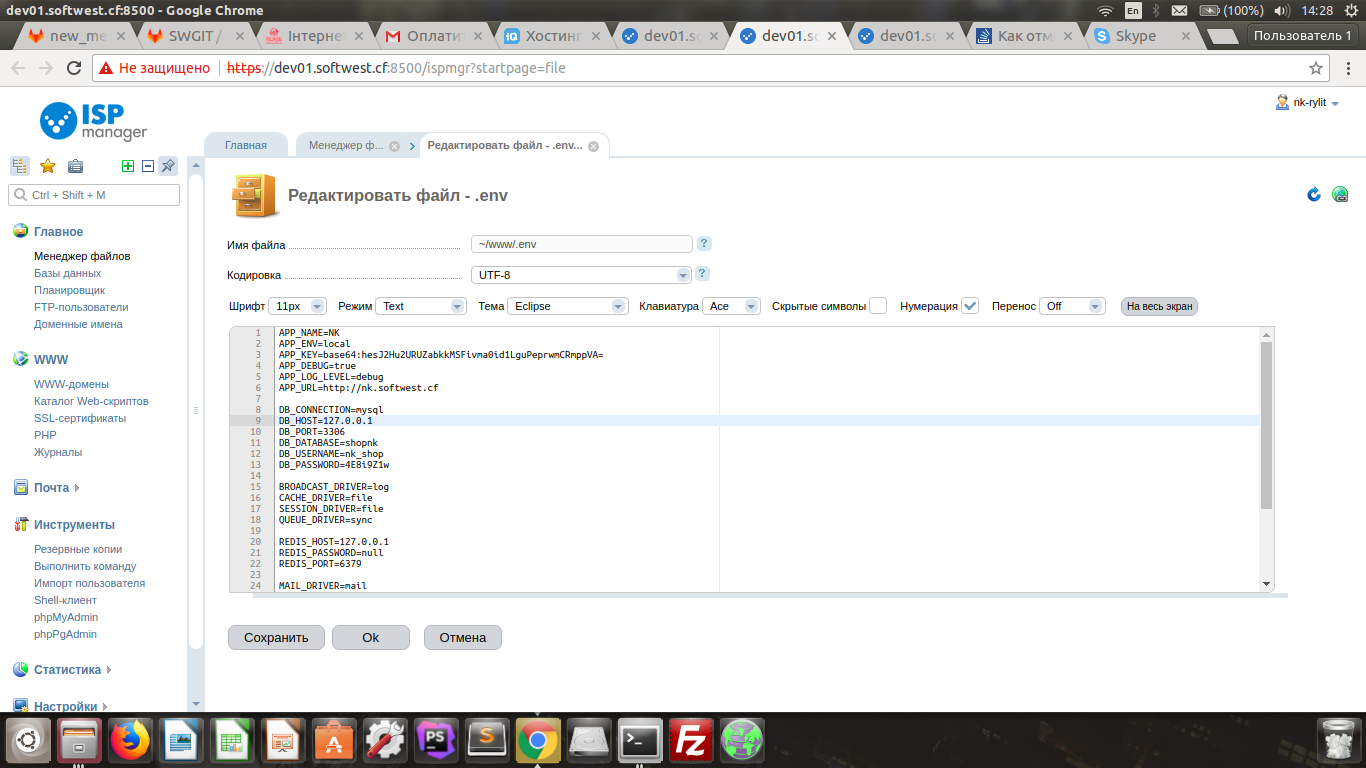 dev01.softwest.cf:8500 - Google Chrome
En
(100%)
14:28
new_me
SWGIT /
Інтерне
Оплати
Хостинг
dev01.so
dev01.so
dev01.so
Как отм
Skype
Пользователь 1
Не защищено
https://dev01.softwest.cf:8500/ispmgr?startpage=file
ISP
manager
nk-rylit
Главная
Менеджер ф...
Редактировать файл - .env...
Ctrl + Shift + M
Главное
Менеджер файлов
Базы данных
Планировщик
FTP-пользователи
Доменные имена
WWW
WWW-домены
Каталог Web-скриптов
SSL-сертификаты
PHP
Журналы
Почта
Инструменты
Резервные копии
Выполнить команду
Импорт пользователя
Shell-клиент
phpMyAdmin
phpPgAdmin
Статистика
Настройки
Редактировать файл - .env
Имя файла
~/www/.env
?
Кодировка
UTF-8
?
Шрифт 11px Режим Text Тема Eclipse Клавиатура Ace Скрытые символы Нумерация Перенос Off На весь экран
1 APP_NAME=NK
2 APP_ENV=local
3 APP_KEY=base64:hesJ2Hu2URUZabkkMSFivma0id1LguPeprwmCRmppVA=
4 APP_DEBUG=true
5 APP_LOG_LEVEL=debug
6 APP_URL=http://nk.softwest.cf
7
8 DB_CONNECTION=mysql
9 DB_HOST=127.0.0.1
10 DB_PORT=3306
11 DB_DATABASE=shopnk
12 DB_USERNAME=nk_shop
13 DB_PASSWORD=4E8i9Z1w
14
15 BROADCAST_DRIVER=log
16 CACHE_DRIVER=file
17 SESSION_DRIVER=file
18 QUEUE_DRIVER=sync
19
20 REDIS_HOST=127.0.0.1
21 REDIS_PASSWORD=null
22 REDIS_PORT=6379
23
24 MAIL_DRIVER=mail
Сохранить
Ok
Отмена
PS
S
FZ